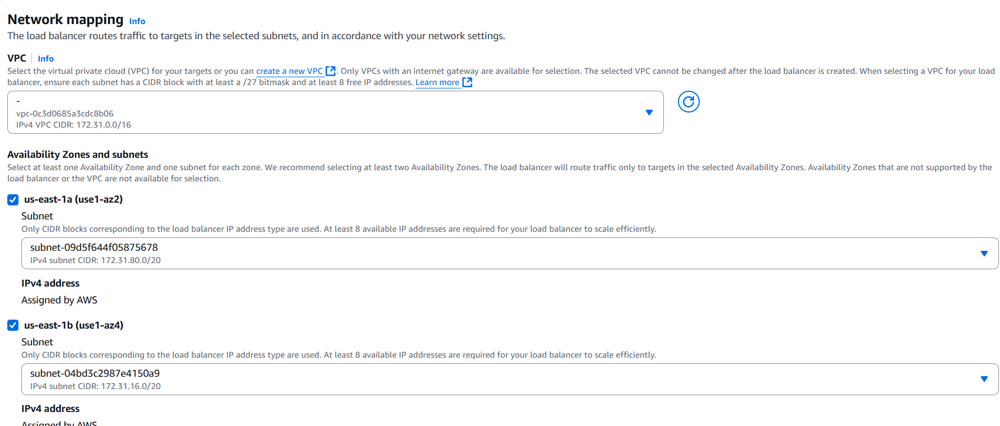 Network mapping Info
The load balancer routes traffic to targets in the selected subnets, and in accordance with your network settings.
VPC Info
Select the virtual private cloud (VPC) for your targets or you can create a new VPC. Only VPCs with an internet gateway are available for selection. The selected VPC cannot be changed after the load balancer is created. When selecting a VPC for your load
balancer, ensure each subnet has a CIDR block with at least a /27 bitmask and at least 8 free IP addresses. Learn more
-
vpc-0c3d0685a3cdc8b06
IPv4 VPC CIDR: 172.31.0.0/16
Availability Zones and subnets
Select at least one Availability Zone and one subnet for each zone. We recommend selecting at least two Availability Zones. The load balancer will route traffic only to targets in the selected Availability Zones. Availability Zones that are not supported by the
load balancer or the VPC are not available for selection.
us-east-1a (use1-az2)
Subnet
Only CIDR blocks corresponding to the load balancer IP address type are used. At least 8 available IP addresses are required for your load balancer to scale efficiently.
subnet-09d5f644f05875678
IPv4 subnet CIDR: 172.31.80.0/20
IPv4 address
Assigned by AWS
us-east-1b (use1-az4)
Subnet
Only CIDR blocks corresponding to the load balancer IP address type are used. At least 8 available IP addresses are required for your load balancer to scale efficiently.
subnet-04bd3c2987e4150a9
IPv4 subnet CIDR: 172.31.16.0/20
IPv4 address
Assigned by AWS